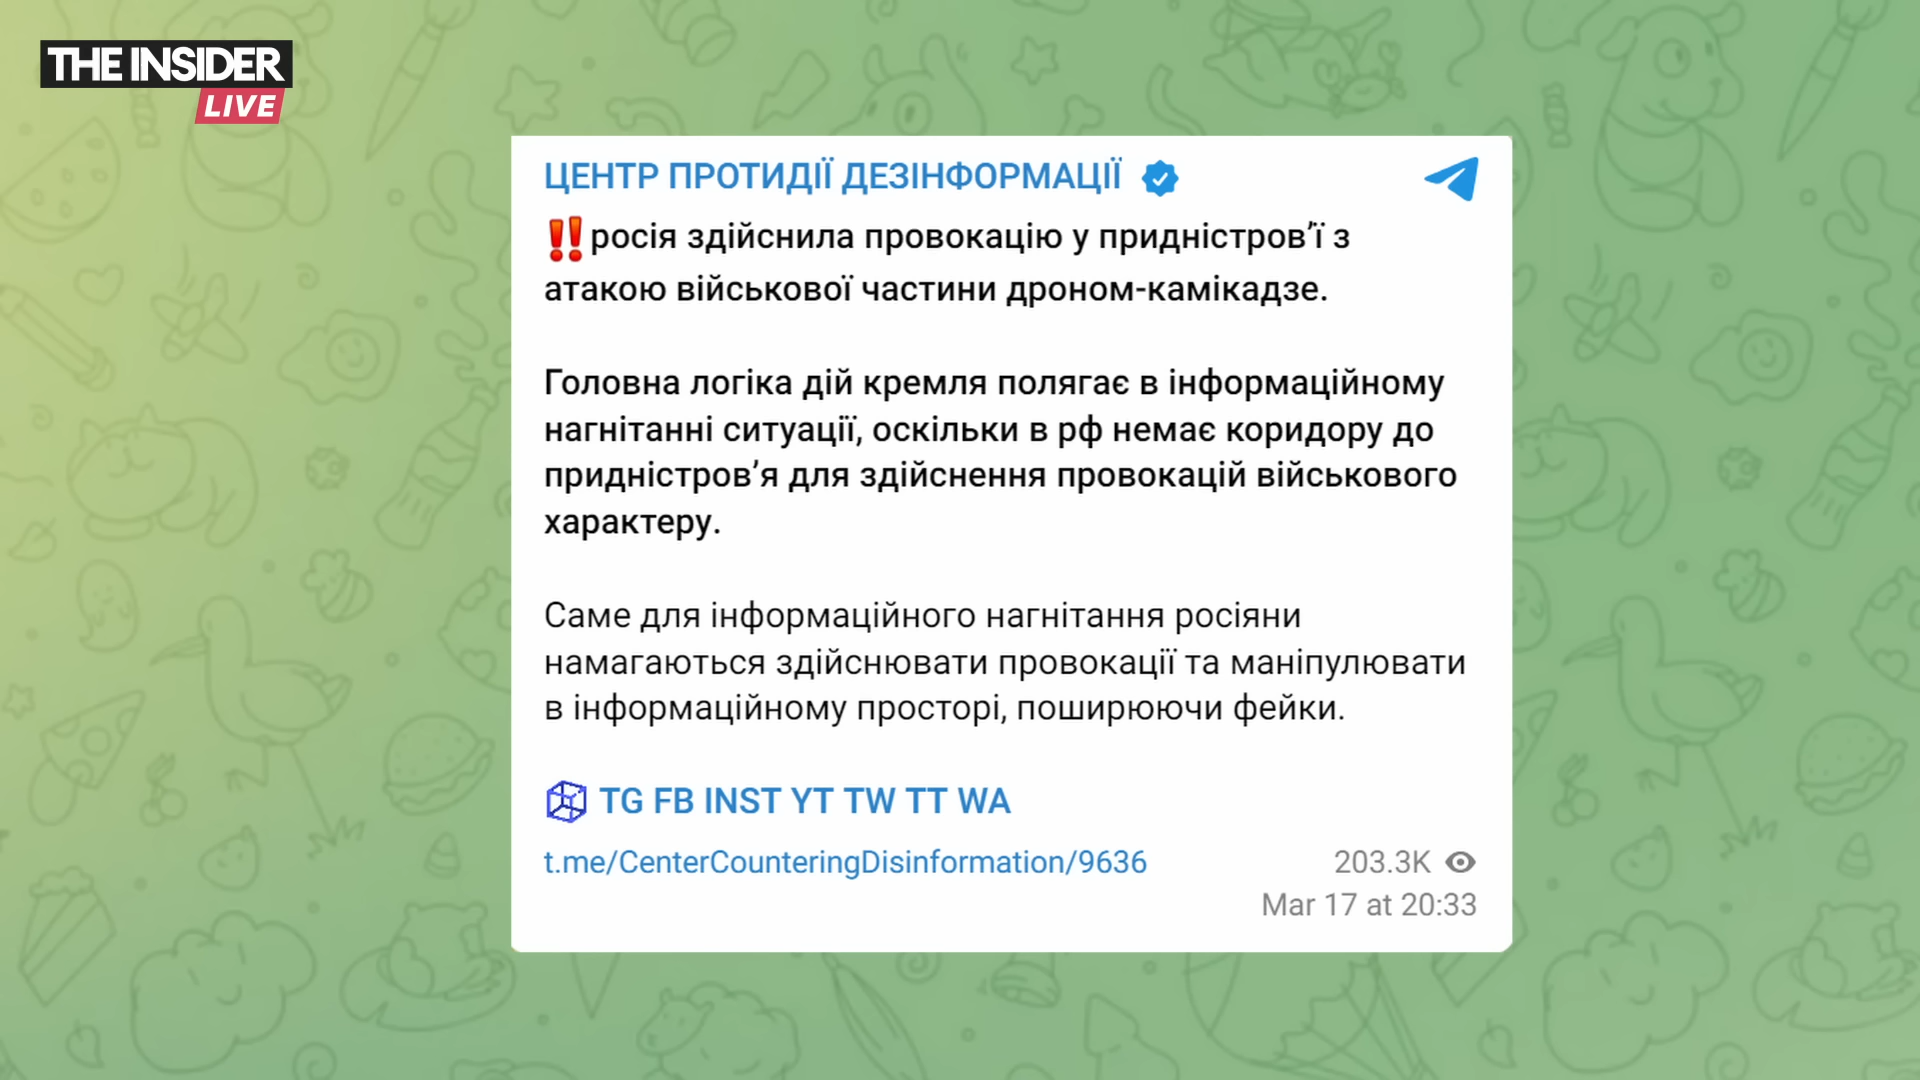 THE INSIDER
LIVE
ЦЕНТР ПРОТИДІЇ ДЕЗІНФОРМАЦІЇ
‼️росія здійснила провокацію у придністров’ї з
атакою військової частини дроном-камікадзе.
Головна логіка дій кремля полягає в інформаційному
нагнітанні ситуації, оскільки в рф немає коридору до
придністров’я для здійснення провокацій військового
характеру.
Саме для інформаційного нагнітання росіяни
намагаються здійснювати провокації та маніпулювати
в інформаційному просторі, поширюючи фейки.
TG FB INST YT TW TT WA
t.me/CenterCounteringDisinformation/9636
203.3K
Mar 17 at 20:33